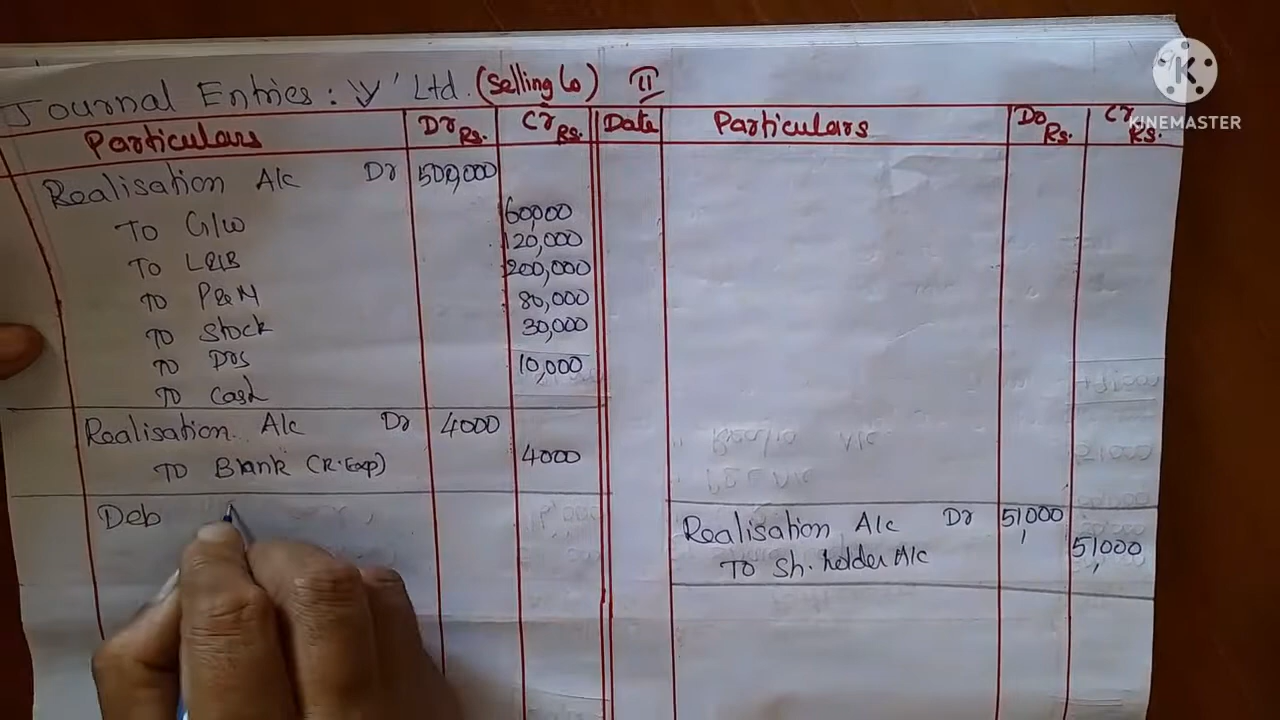 Journal Entries: 'V' Ltd. (Selling Co) II
Particulars Dr Rs. Cr Rs. Date Particulars Dr Rs. Cr Rs.
Realisation A/c Dr 500,000
To G/w 60,000
To L&B 120,000
To P&M 200,000
To Stock 80,000
To Drs 30,000
To Cash 10,000
Realisation A/c Dr 4000
To Bank (R.Exp) 4000
Deb
Realisation A/c Dr 51,000
To Sh. holder A/c 51,000
KINEMASTER